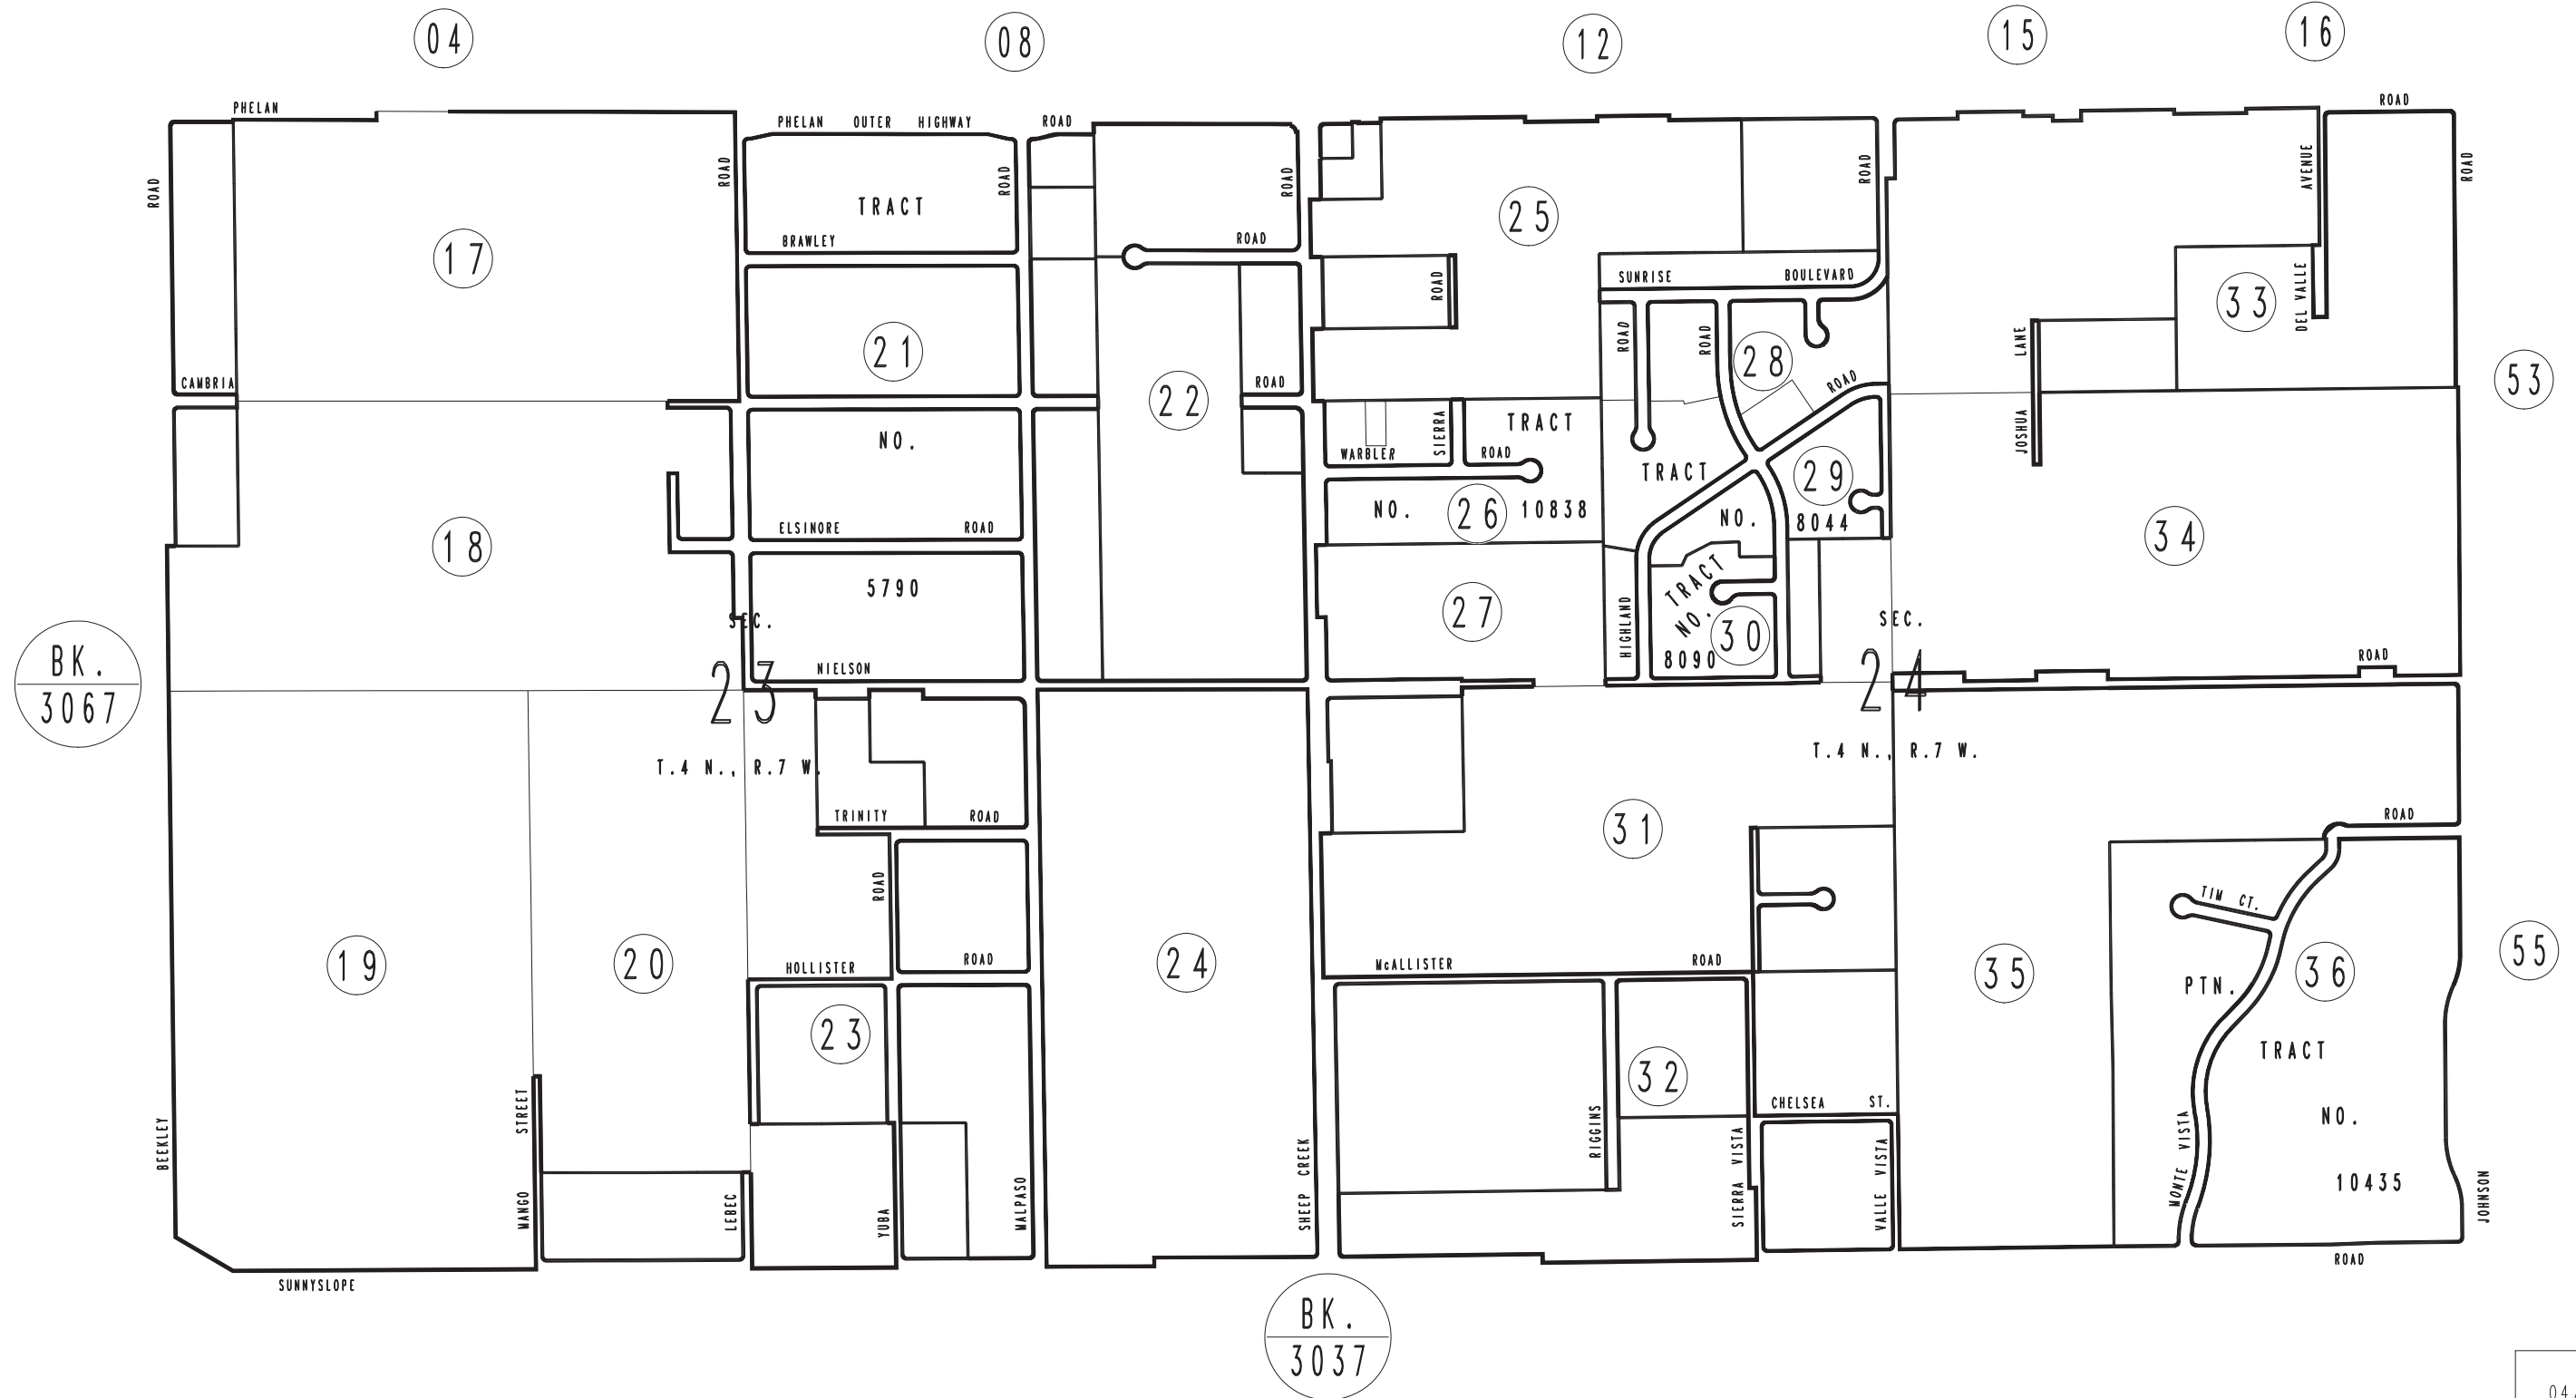 04
08
12
15
16
PHELAN
ROAD
PHELAN OUTER HIGHWAY ROAD
ROAD
ROAD
ROAD
ROAD
ROAD
AVENUE
ROAD
TRACT
25
BRAWLEY
ROAD
17
SUNRISE BOULEVARD
ROAD
DEL VALLE
33
21
ROAD
ROAD
28
LANE
CAMBRIA
ROAD
ROAD
53
22
NO.
SIERRA
TRACT
JOSHUA
WARBLER ROAD
TRACT
29
NO. 26 10838
NO.
8044
ELSINORE ROAD
18
34
5790
TRACT
NO.
27
HIGHLAND
30
8090
SEC.
SEC.
BK.
3067
23
NIELSON
24
ROAD
T.4 N., R.7 W.
T.4 N., R.7 W.
TRINITY ROAD
31
ROAD
ROAD
TIM CT.
19
20
HOLLISTER ROAD
24
McALLISTER ROAD
35
PTN.
36
55
23
TRACT
32
BEEKLEY
STREET
RIGGINS
CHELSEA ST.
NO.
MANGO
LEBEC
YUBA
MALPASO
SHEEP CREEK
SIERRA VISTA
VALLE VISTA
MONTE VISTA
10435
JOHNSON
ROAD
SUNNYSLOPE
BK.
3037